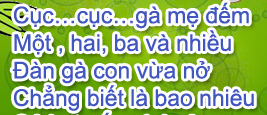 Cục...cục...gà mẹ đếm
Một , hai, ba và nhiều
Đàn gà con vừa nở
Chẳng biết là bao nhiêu